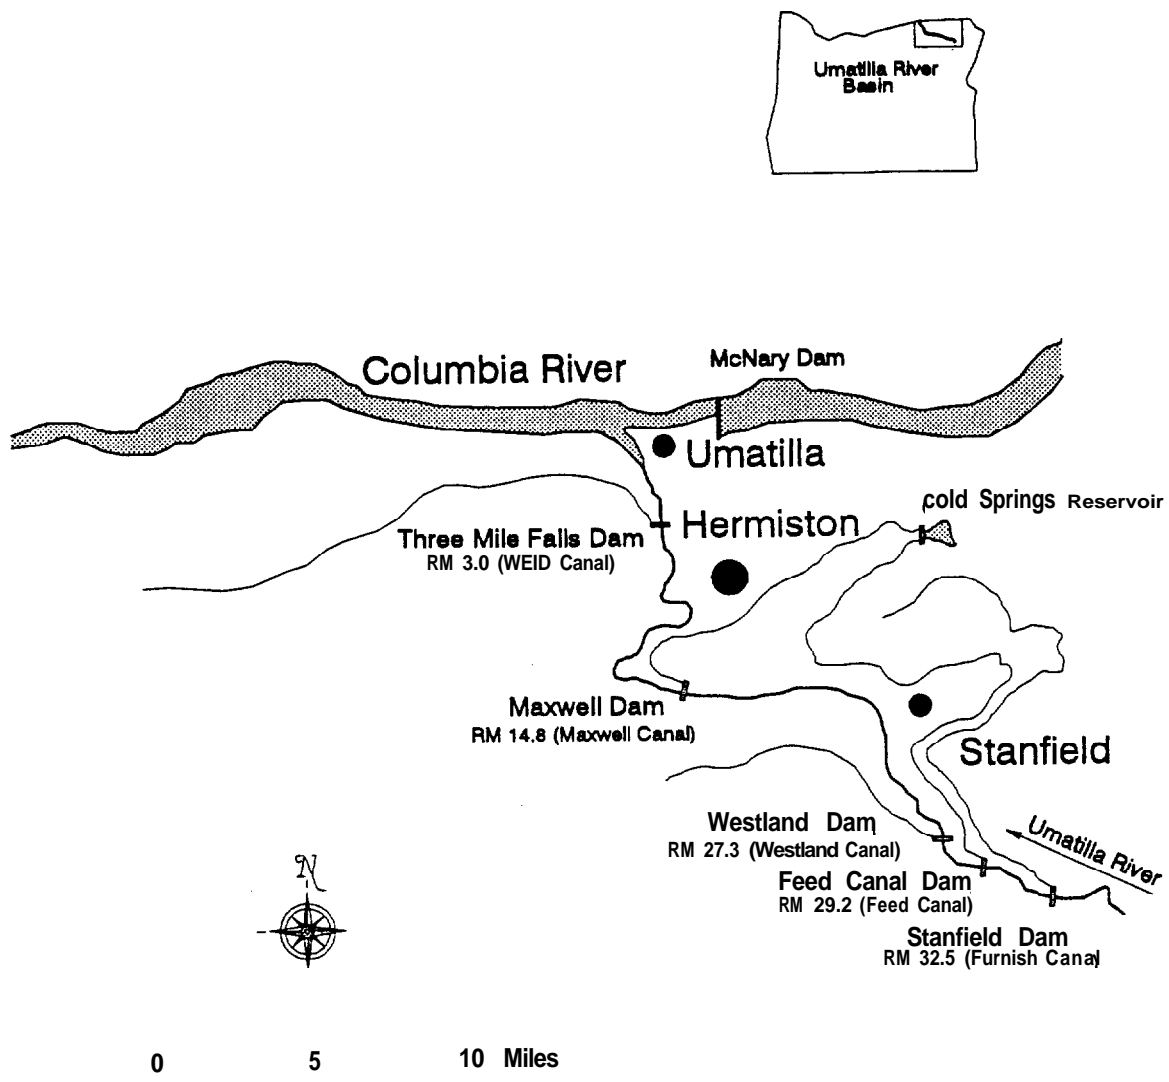 Umatilla River
Basin
Columbia River
McNary Dam
Umatilla
cold Springs Reservoir
Hermiston
Three Mile Falls Dam
RM 3.0 (WEID Canal)
Maxwell Dam
RM 14.8 (Maxwell Canal)
Stanfield
Westland Dam
RM 27.3 (Westland Canal)
Umatilla River
Feed Canal Dam
RM 29.2 (Feed Canal)
Stanfield Dam
RM 32.5 (Furnish Canal)
N
0 5 10 Miles